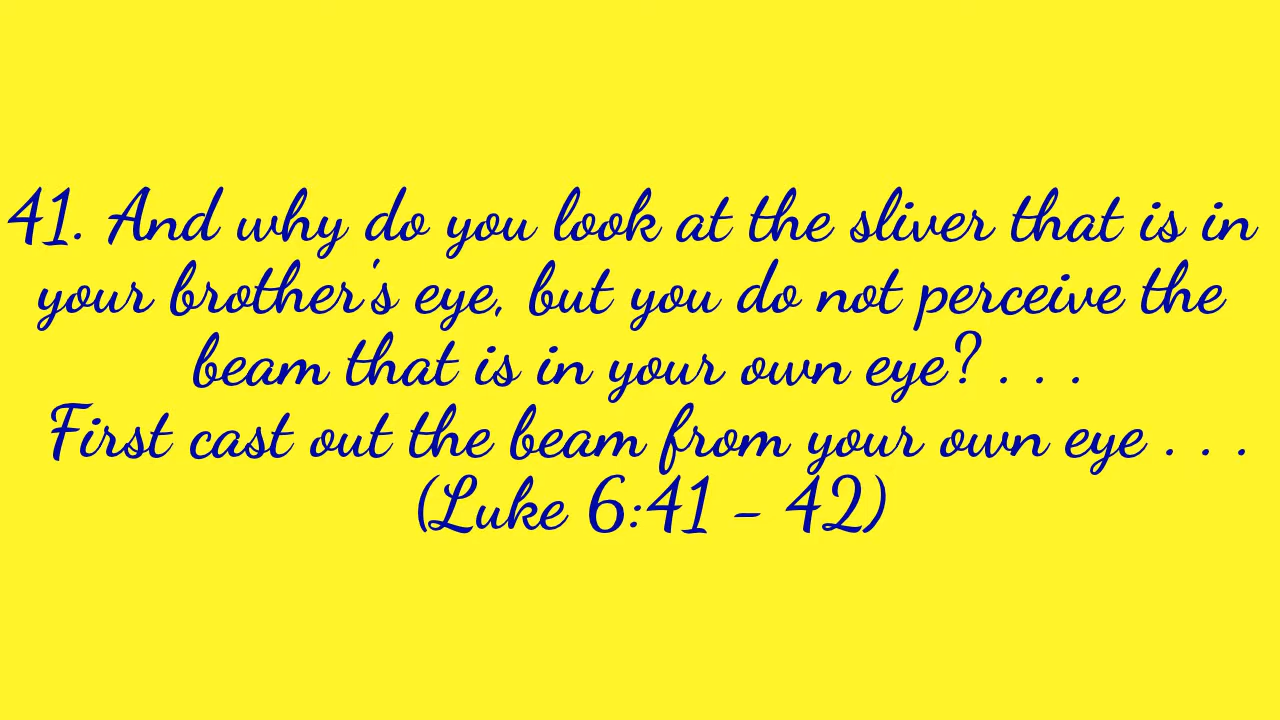 41. And why do you look at the sliver that is in
your brother's eye, but you do not perceive the
beam that is in your own eye? . . .
First cast out the beam from your own eye . . .
(Luke 6:41 - 42)